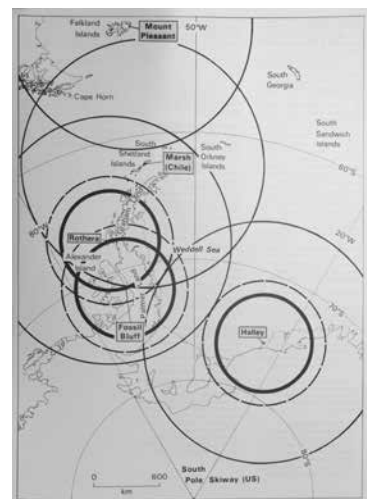 Falkland
Islands
Mount
Pleasant
50°W
South
Georgia
Cape Horn
South
Sandwich
Islands
South
Shetland
Islands
Marsh
(Chile)
South
Orkney
Islands
60°S
80°W
Rothera
Weddell Sea
20°W
Alexander
Island
70°S
Fossil
Bluff
Halley
80°S
South
Pole Skiway (US)
0 600
km